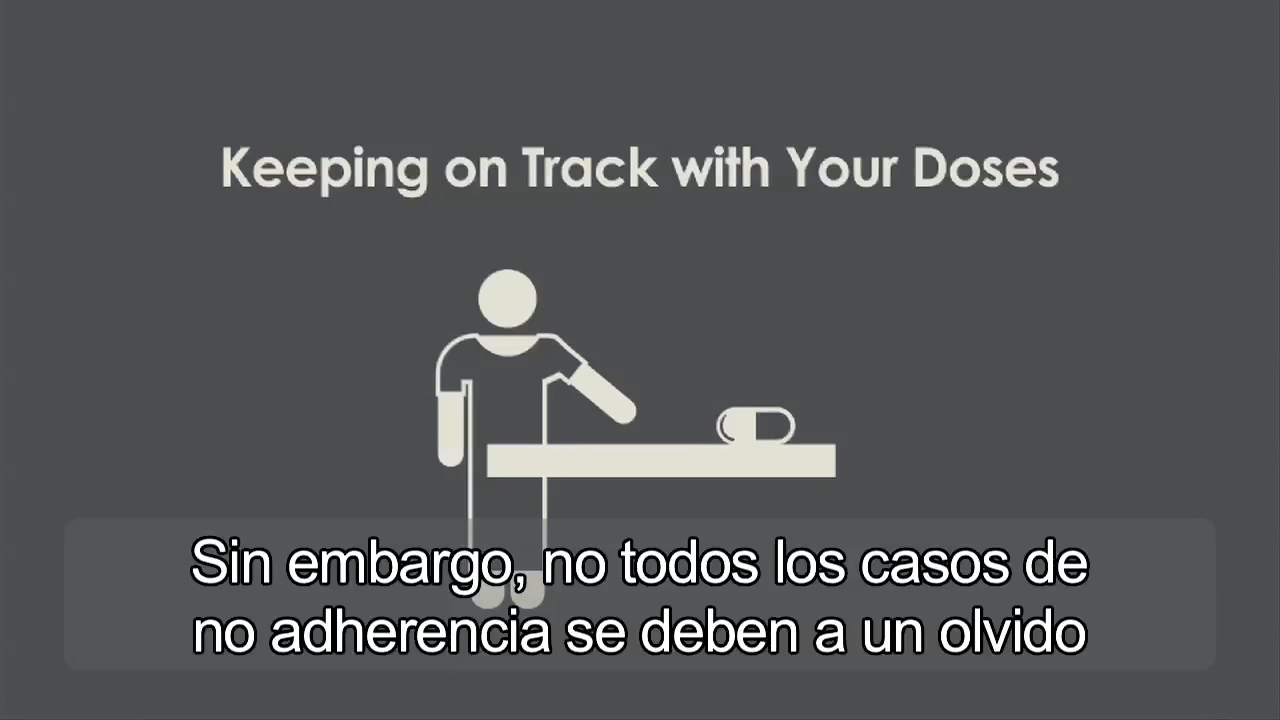 Keeping on Track with Your Doses
Sin embargo, no todos los casos de
no adherencia se deben a un olvido